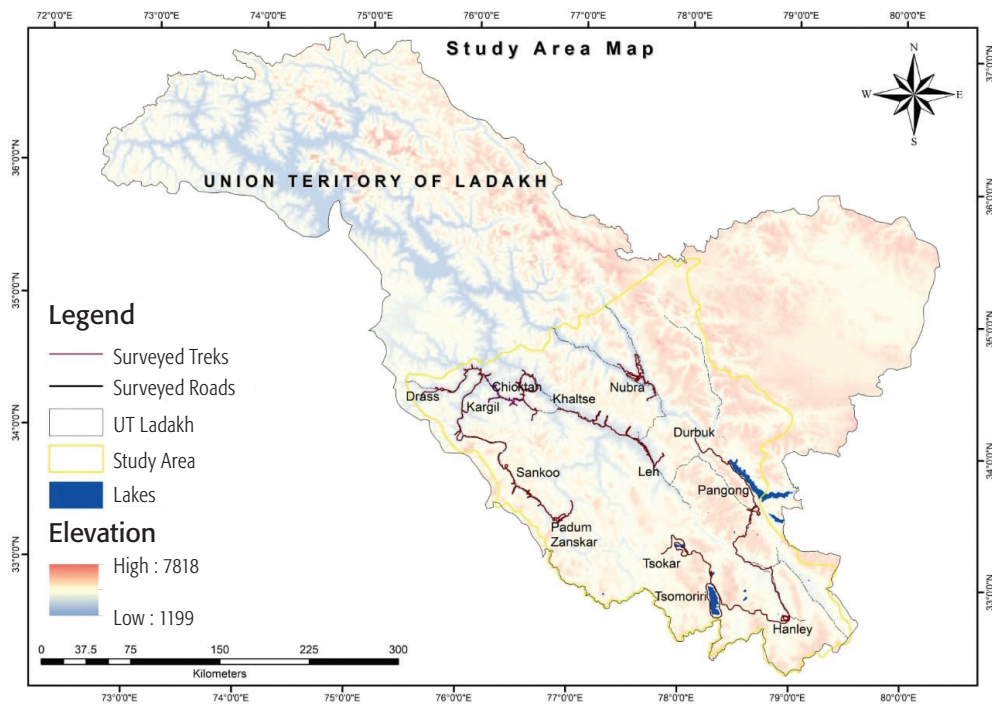 72°0'0"E 73°0'0"E 74°0'0"E 75°0'0"E 76°0'0"E 77°0'0"E 78°0'0"E 79°0'0"E 80°0'0"E
Study Area Map
N
W E
S
37°0'0"N
36°0'0"N 36°0'0"N
UNION TERITORY OF LADAKH
35°0'0"N 35°0'0"N
34°0'0"N 34°0'0"N
33°0'0"N 33°0'0"N
Legend
Surveyed Treks
Surveyed Roads
UT Ladakh
Study Area
Lakes
Elevation
High : 7818
Low : 1199
Drass
Kargil
Chicktan
Khaltse
Nubra
Durbuk
Leh
Pangong
Sankoo
Padum
Zanskar
Tsokar
Tsomoriri
Hanley
0 37.5 75 150 225 300
Kilometers
73°0'0"E 74°0'0"E 75°0'0"E 76°0'0"E 77°0'0"E 78°0'0"E 79°0'0"E 80°0'0"E